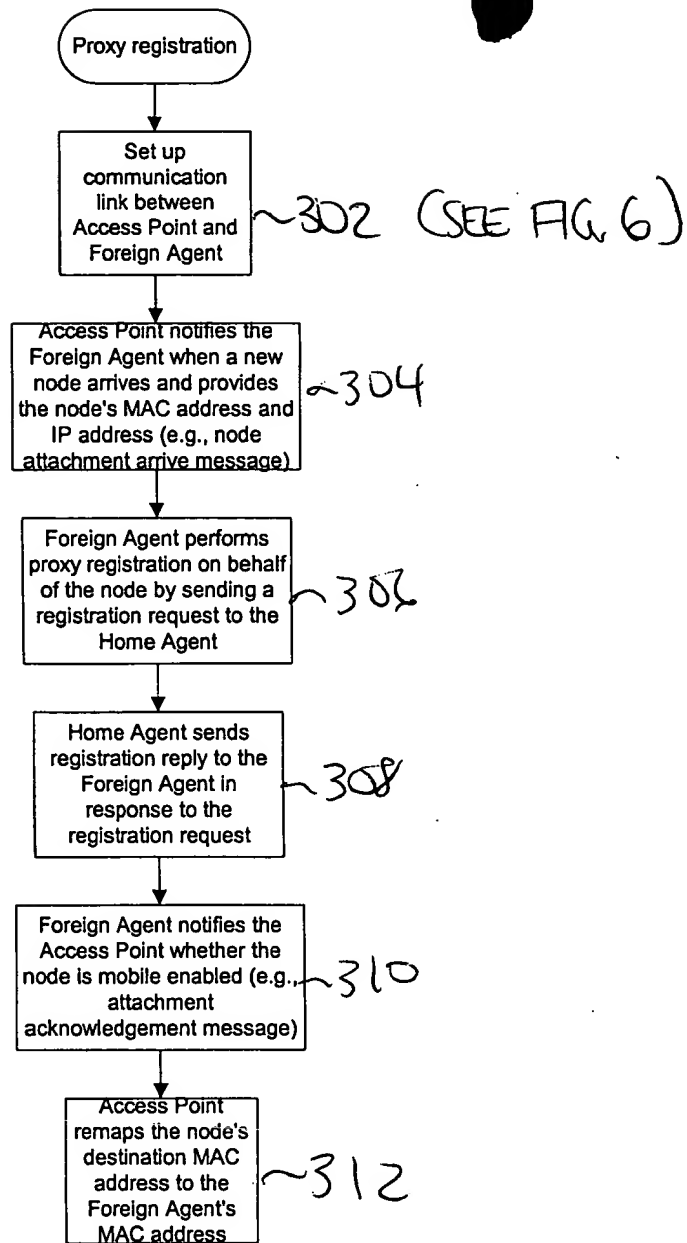 Proxy registration
Set up
communication
link between
Access Point and
Foreign Agent
~302 (SEE FIG. 6)
Access Point notifies the
Foreign Agent when a new
node arrives and provides
the node's MAC address and
IP address (e.g., node
attachment arrive message)
~304
Foreign Agent performs
proxy registration on behalf
of the node by sending a
registration request to the
Home Agent
~306
Home Agent sends
registration reply to the
Foreign Agent in
response to the
registration request
~308
Foreign Agent notifies the
Access Point whether the
node is mobile enabled (e.g.,
attachment
acknowledgement message)
~310
Access Point
remaps the node's
destination MAC
address to the
Foreign Agent's
MAC address
~312